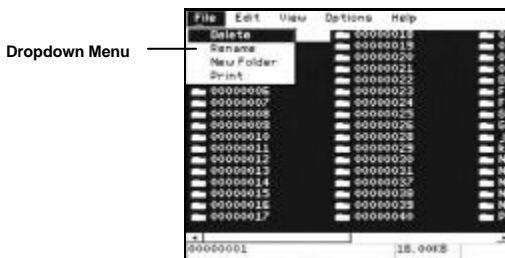 File Edit View Options Help
Dropdown Menu
Delete
Rename
New Folder
Print
00000018
00000019
00000020
00000021
00000022
00000006 00000023
00000007 00000024
00000008 00000025
00000009 00000026
00000010 00000028
00000011 00000029
00000012 00000030
00000013 00000031
00000014 00000037
00000015 00000038
00000016 00000039
00000017 00000040
00000001 18.00KB